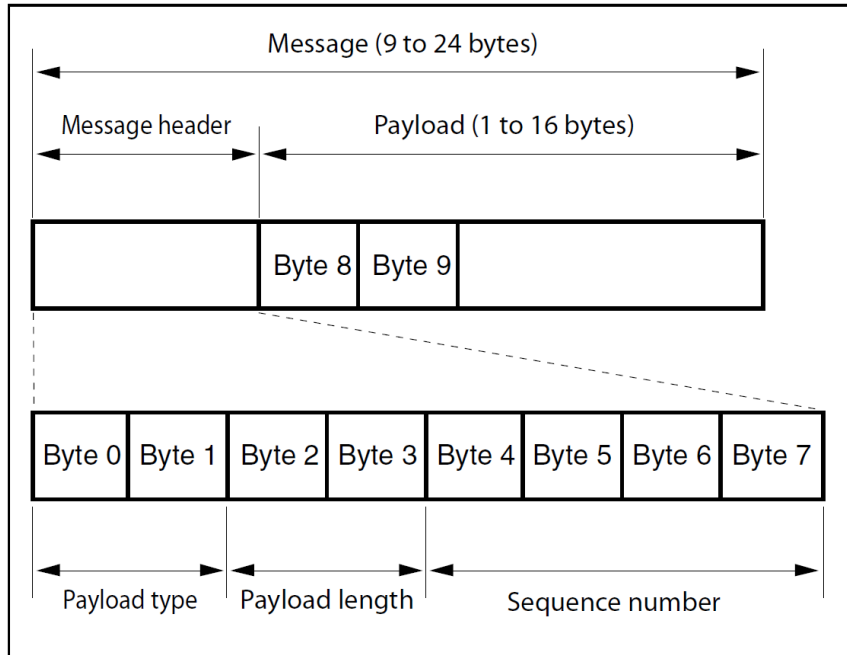 Message (9 to 24 bytes)
Message header
Payload (1 to 16 bytes)
Byte 8
Byte 9
Byte 0
Byte 1
Byte 2
Byte 3
Byte 4
Byte 5
Byte 6
Byte 7
Payload type
Payload length
Sequence number